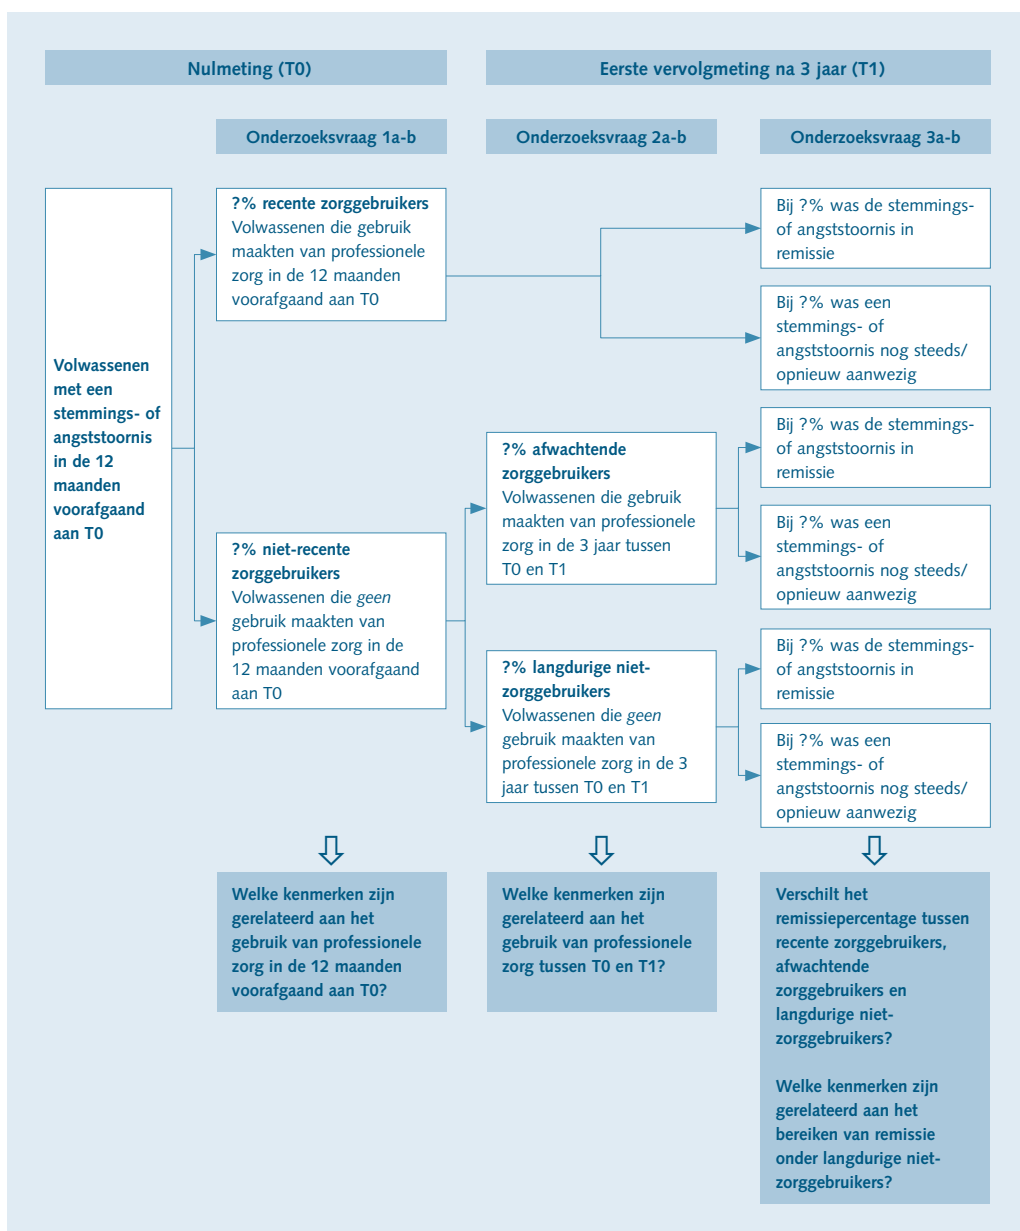 Nulmeting (T0)
Eerste vervolgmeting na 3 jaar (T1)
Onderzoeksvraag 1a-b
Onderzoeksvraag 2a-b
Onderzoeksvraag 3a-b
Volwassenen
met een
stemmings- of
angststoornis
in de 12
maanden
voorafgaand
aan T0
?% recente zorggebruikers
Volwassenen die gebruik
maakten van professionele
zorg in de 12 maanden
voorafgaand aan T0
?% niet-recente
zorggebruikers
Volwassenen die geen
gebruik maakten van
professionele zorg in de
12 maanden voorafgaand
aan T0
?% afwachtende
zorggebruikers
Volwassenen die gebruik
maakten van professionele
zorg in de 3 jaar tussen
T0 en T1
?% langdurige niet-
zorggebruikers
Volwassenen die geen
gebruik maakten van
professionele zorg in de 3
jaar tussen T0 en T1
Bij ?% was de stemmings-
of angststoornis in
remissie
Bij ?% was een
stemmings- of
angststoornis nog steeds/
opnieuw aanwezig
Bij ?% was de stemmings-
of angststoornis in
remissie
Bij ?% was een
stemmings- of
angststoornis nog steeds/
opnieuw aanwezig
Bij ?% was de stemmings-
of angststoornis in
remissie
Bij ?% was een
stemmings- of
angststoornis nog steeds/
opnieuw aanwezig
Welke kenmerken zijn
gerelateerd aan het
gebruik van professionele
zorg in de 12 maanden
voorafgaand aan T0?
Welke kenmerken zijn
gerelateerd aan het
gebruik van professionele
zorg tussen T0 en T1?
Verschilt het
remissiepercentage tussen
recente zorggebruikers,
afwachtende
zorggebruikers en
langdurige niet-
zorggebruikers?
Welke kenmerken zijn
gerelateerd aan het
bereiken van remissie
onder langdurige niet-
zorggebruikers?